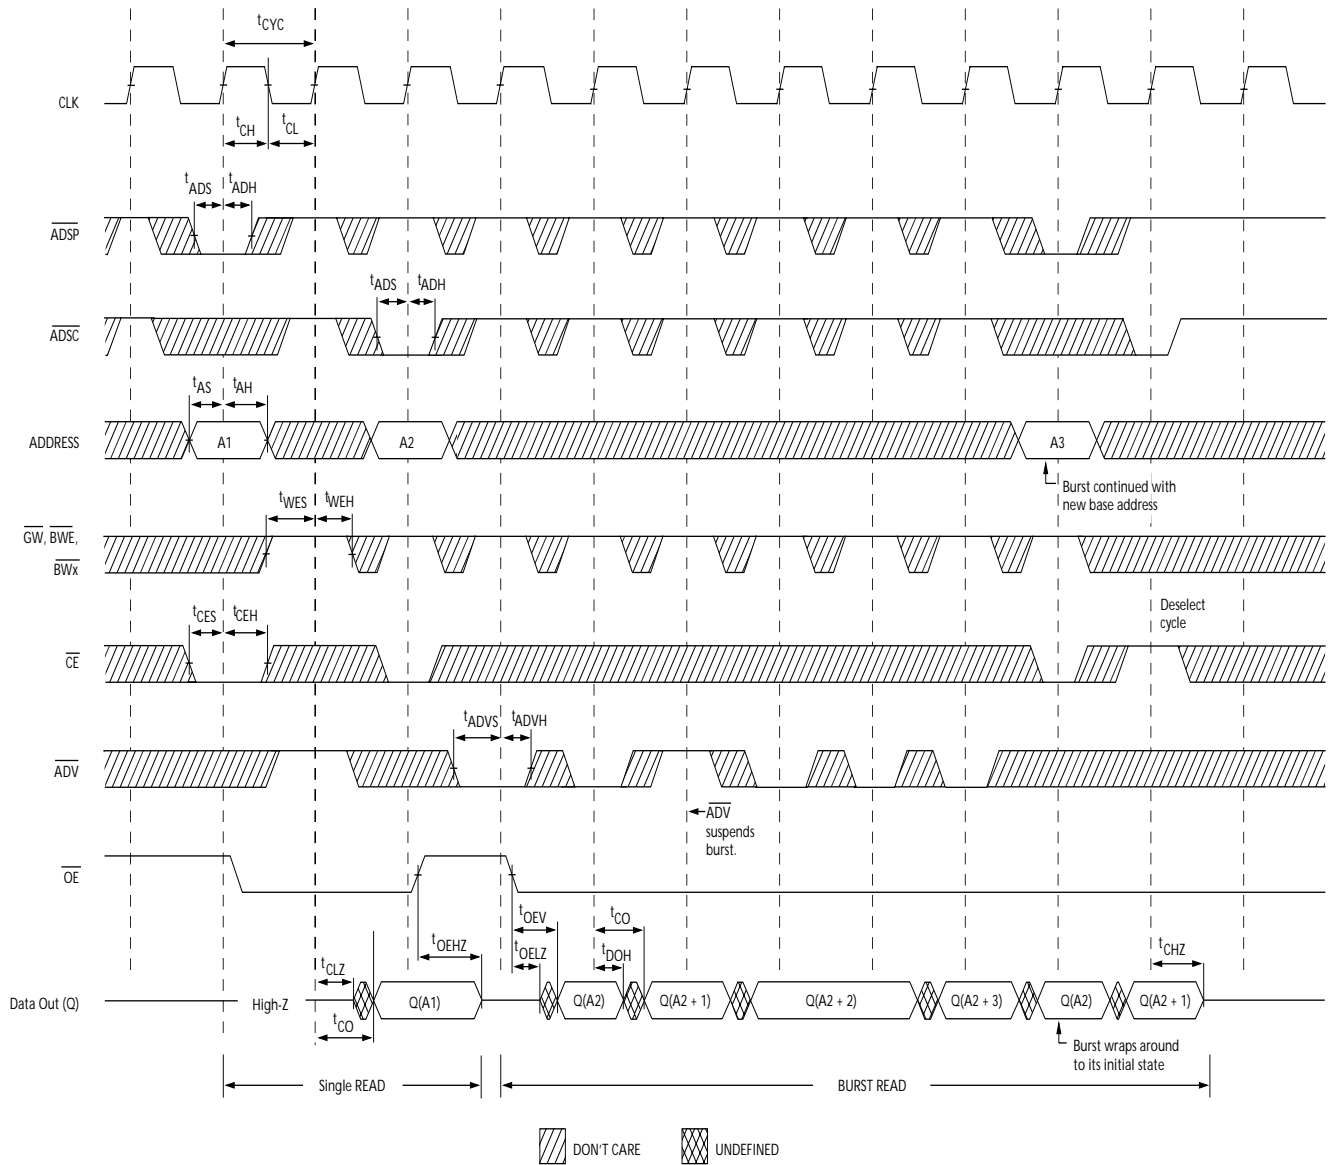 tCYC
CLK
tCH
tCL
tADS
tADH
ADSP
tADS
tADH
ADSC
tAS
tAH
ADDRESS
A1
A2
A3
Burst continued with
new base address
tWES
tWEH
GW, BWE,
BWx
tCES
tCEH
Deselect
cycle
CE
tADVS
tADVH
ADV
ADV
suspends
burst.
OE
tOEV
tCO
tOEHZ
tOELZ
tDOH
tCHZ
tCLZ
Data Out (Q)
High-Z
Q(A1)
Q(A2)
Q(A2 + 1)
Q(A2 + 2)
Q(A2 + 3)
Q(A2)
Q(A2 + 1)
tCO
Burst wraps around
to its initial state
Single READ
BURST READ
DON'T CARE
UNDEFINED